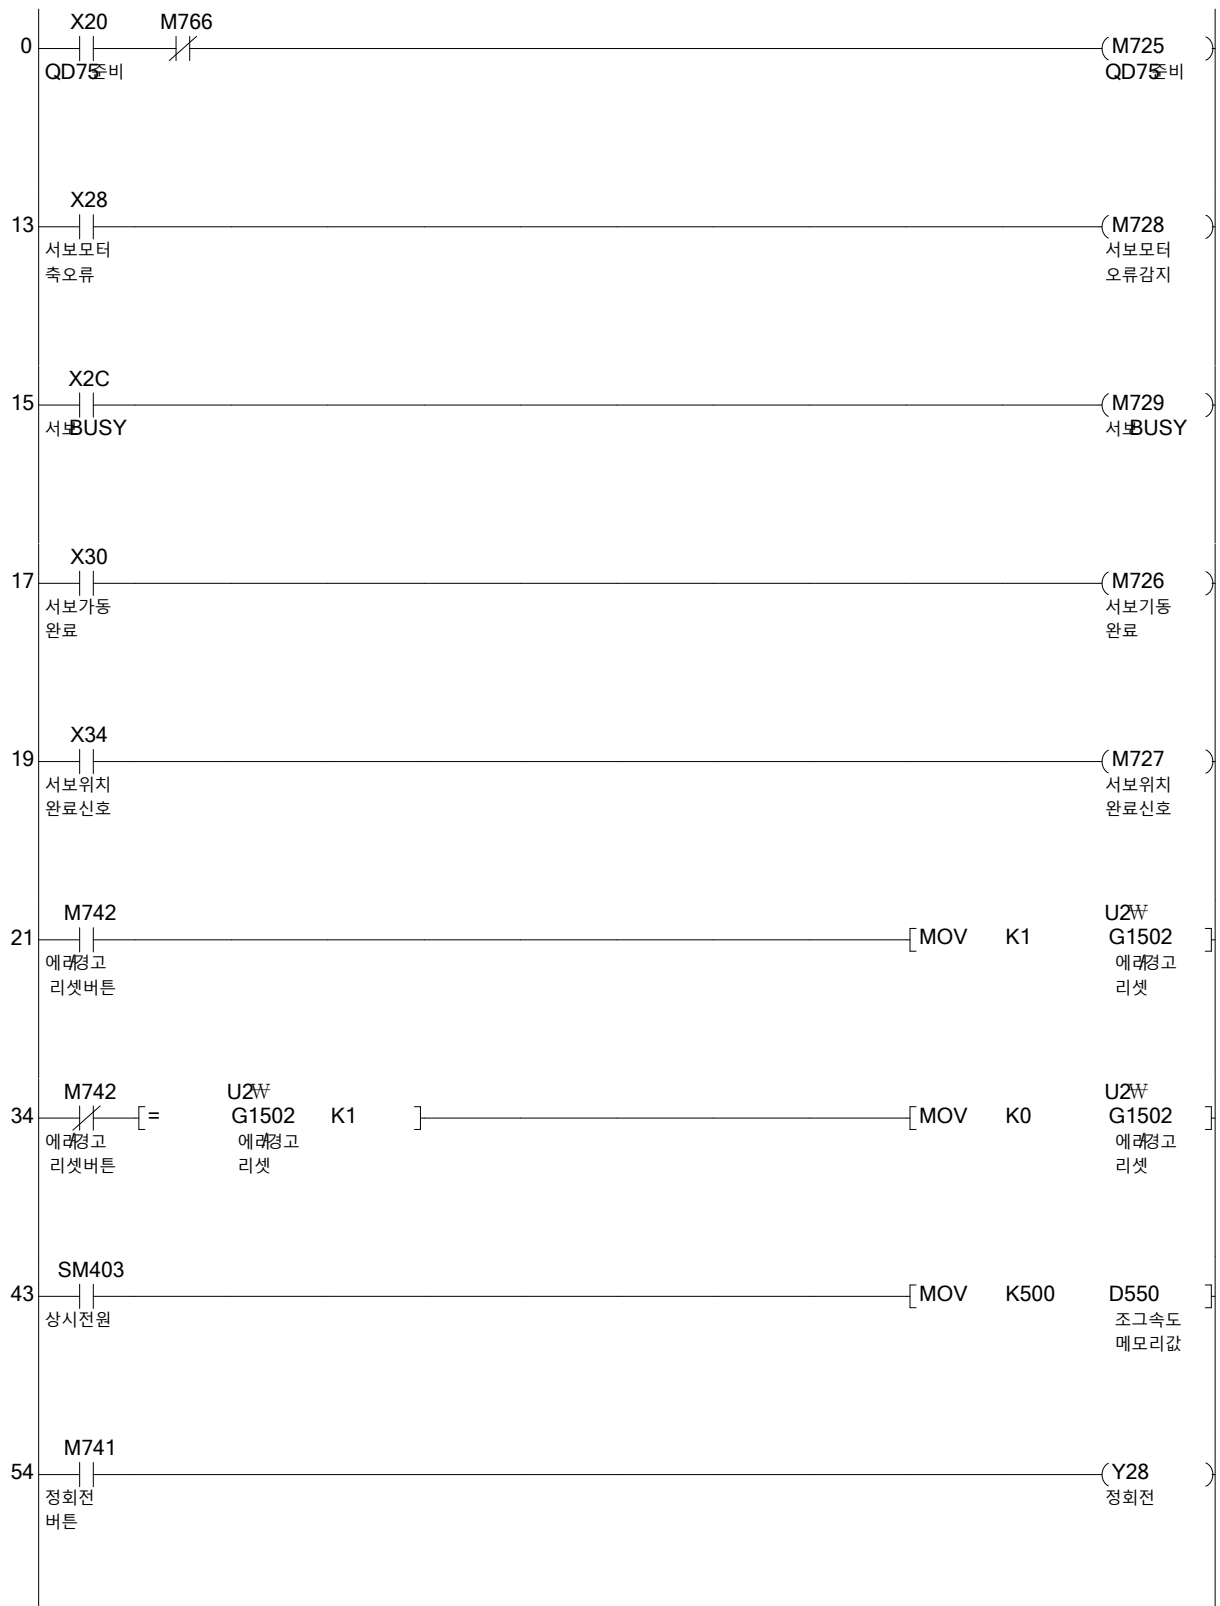 X20 M766
0 (M725 )
QD75준비 QD75준비
X28
13 (M728 )
서보모터 서보모터
축오류 오류감지
X2C
15 (M729 )
서보BUSY 서보BUSY
X30
17 (M726 )
서보가동 서보기동
완료 완료
X34
19 (M727 )
서보위치 서보위치
완료신호 완료신호
M742 U2₩
21 [MOV K1 G1502 ]
에러/경고 에러/경고
리셋버튼 리셋
M742 U2₩ U2₩
34 [= G1502 K1 ] [MOV K0 G1502 ]
에러/경고 에러/경고 에러/경고
리셋버튼 리셋 리셋
SM403
43 [MOV K500 D550 ]
상시전원 조그속도
메모리값
M741
54 (Y28 )
정회전 정회전
버튼